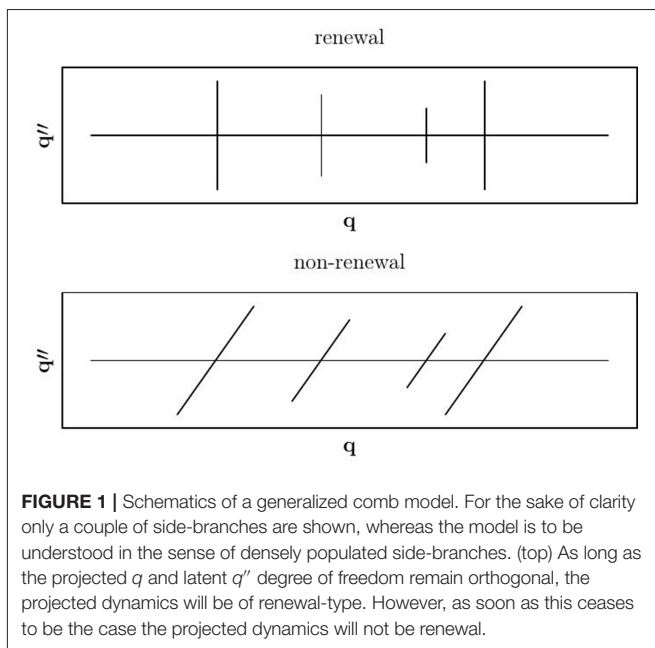 renewal
q″
q
non-renewal
q″
q
FIGURE 1 | Schematics of a generalized comb model. For the sake of clarity
only a couple of side-branches are shown, whereas the model is to be
understood in the sense of densely populated side-branches. (top) As long as
the projected q and latent q″ degree of freedom remain orthogonal, the
projected dynamics will be of renewal-type. However, as soon as this ceases
to be the case the projected dynamics will not be renewal.